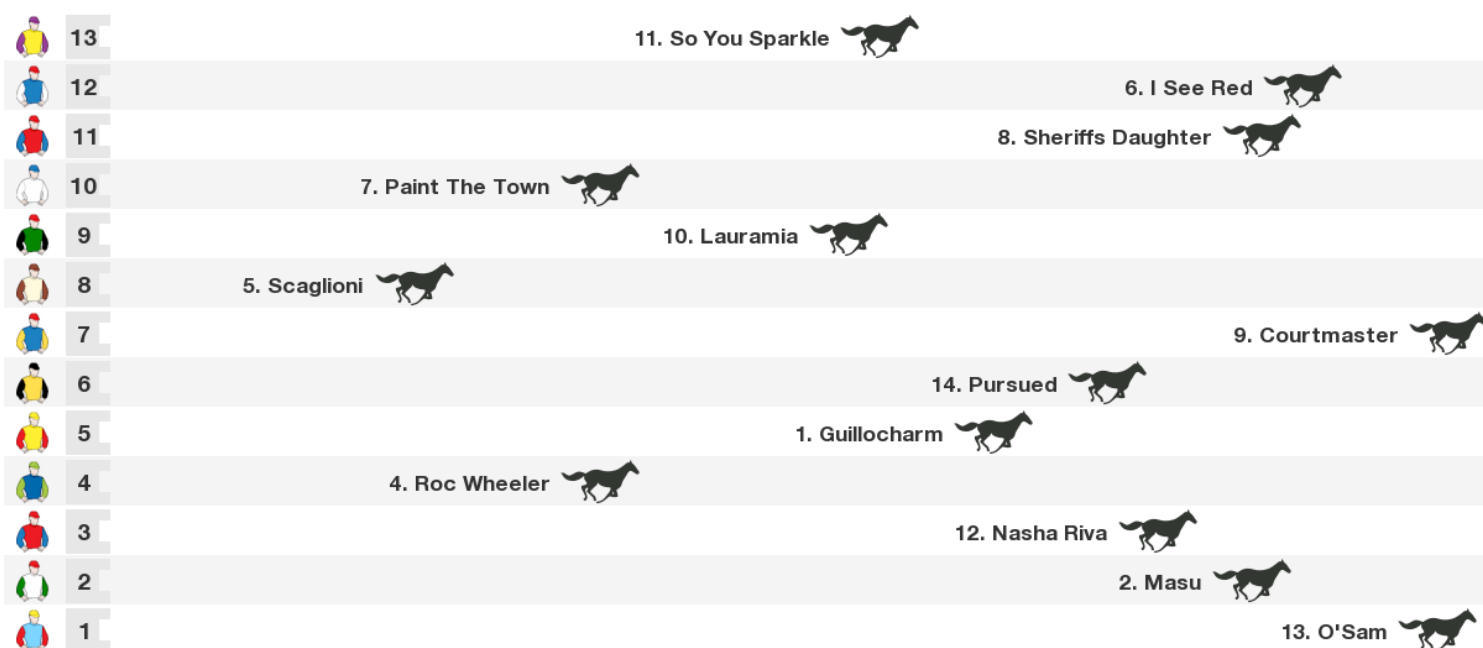 13 11. So You Sparkle
12 6. I See Red
11 8. Sheriffs Daughter
10 7. Paint The Town
9 10. Lauramia
8 5. Scaglioni
7 9. Courtmaster
6 14. Pursued
5 1. Guillocharm
4 4. Roc Wheeler
3 12. Nasha Riva
2 2. Masu
1 13. O'Sam